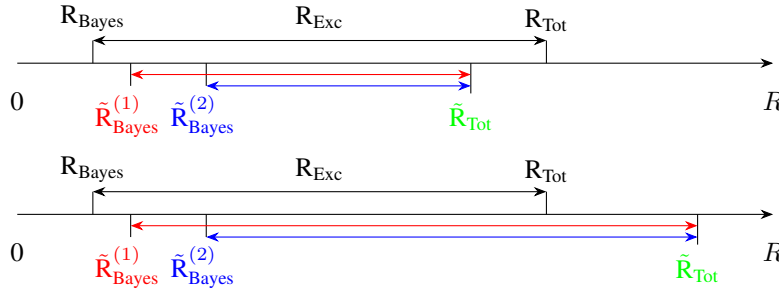 R_Bayes R_Exc R_Tot
0 R̃^(1)_Bayes R̃^(2)_Bayes R̃_Tot R
R_Bayes R_Exc R_Tot
0 R̃^(1)_Bayes R̃^(2)_Bayes R̃_Tot R